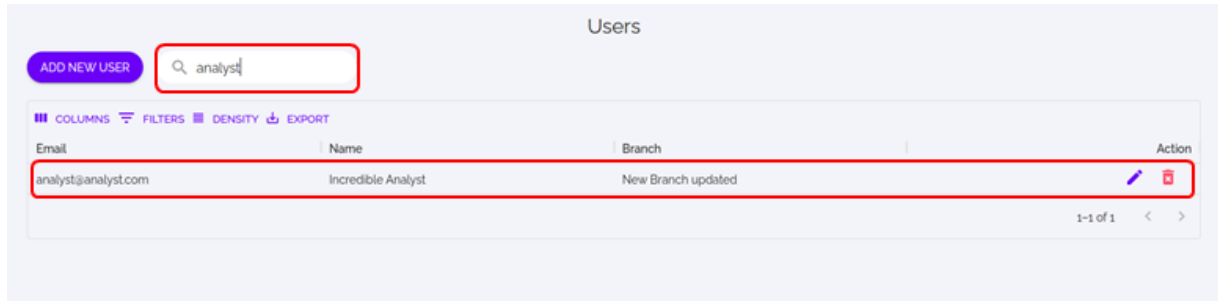 Users
ADD NEW USER analyst
COLUMNS FILTERS DENSITY EXPORT
Email Name Branch Action
analyst@analyst.com Incredible Analyst New Branch updated
1-1 of 1